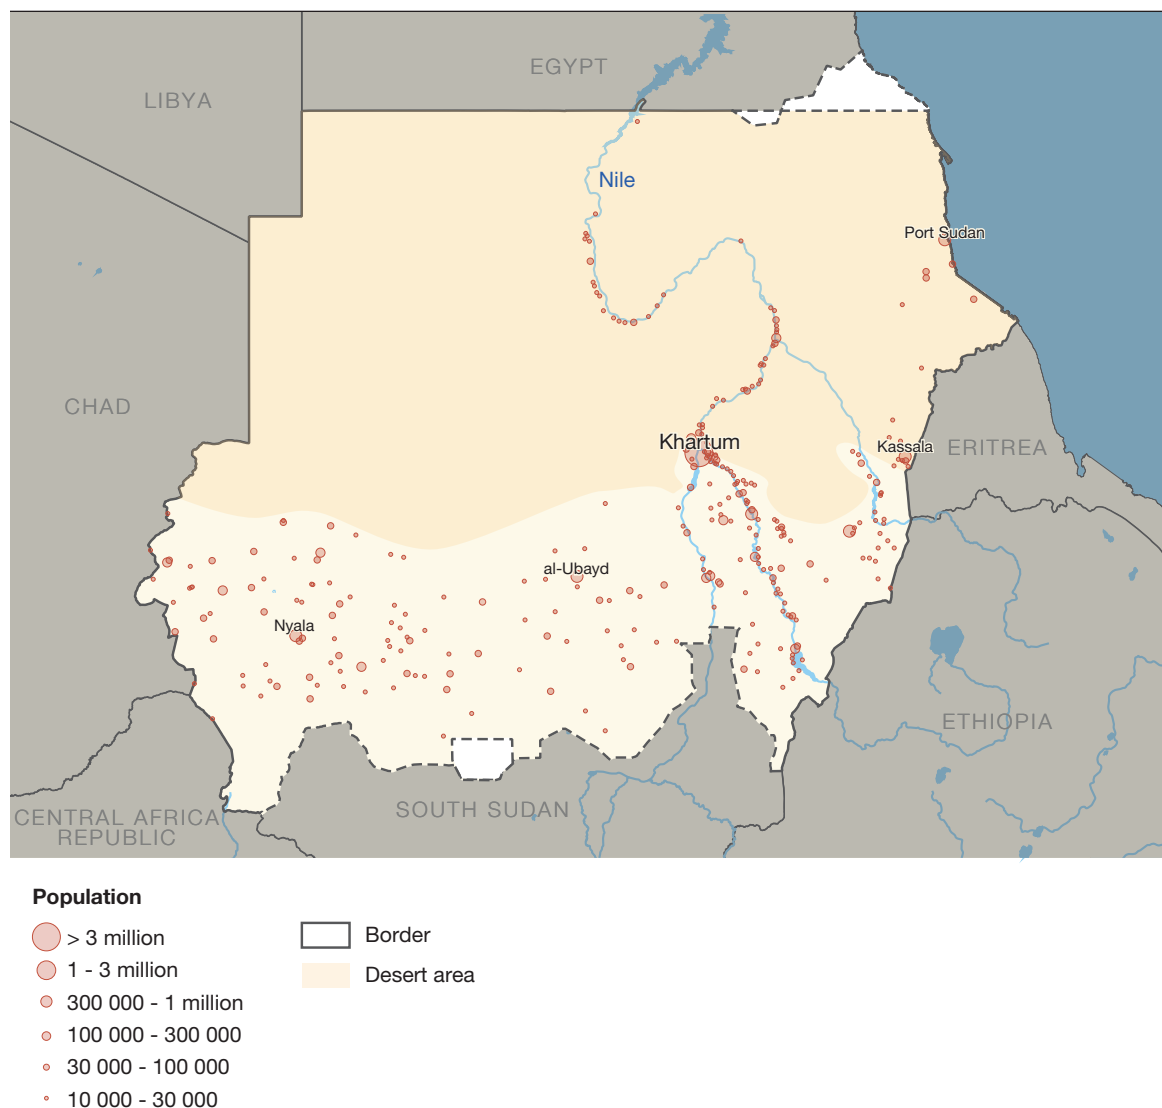 EGYPT
LIBYA
Nile
Port Sudan
CHAD
Khartum
Kassala
ERITREA
al-Ubayd
Nyala
ETHIOPIA
SOUTH SUDAN
CENTRAL AFRICA
REPUBLIC
Population
> 3 million
1 - 3 million
300 000 - 1 million
100 000 - 300 000
30 000 - 100 000
10 000 - 30 000
Border
Desert area